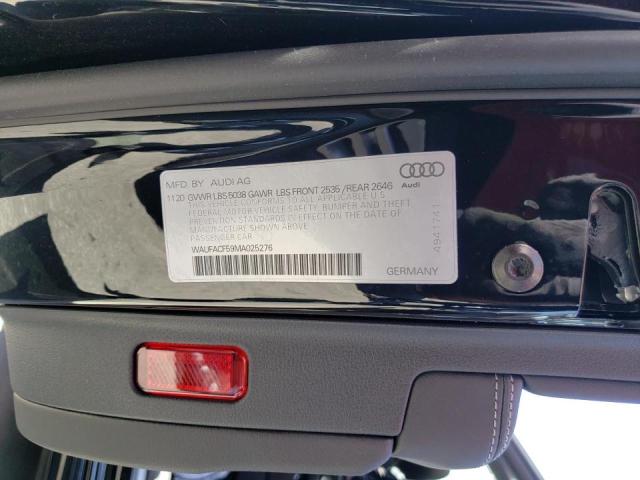 MFD. BY AUDI AG
11 20 GVWR LBS 5038 GAWR LBS FRONT 2535 / REAR 2646
THIS VEHICLE CONFORMS TO ALL APPLICABLE U.S.
FEDERAL MOTOR VEHICLE SAFETY, BUMPER AND THEFT
PREVENTION STANDARDS IN EFFECT ON THE DATE OF
MANUFACTURE SHOWN ABOVE.
PASSENGER CAR
WAUFACF59MA025276
Audi
4941741
GERMANY